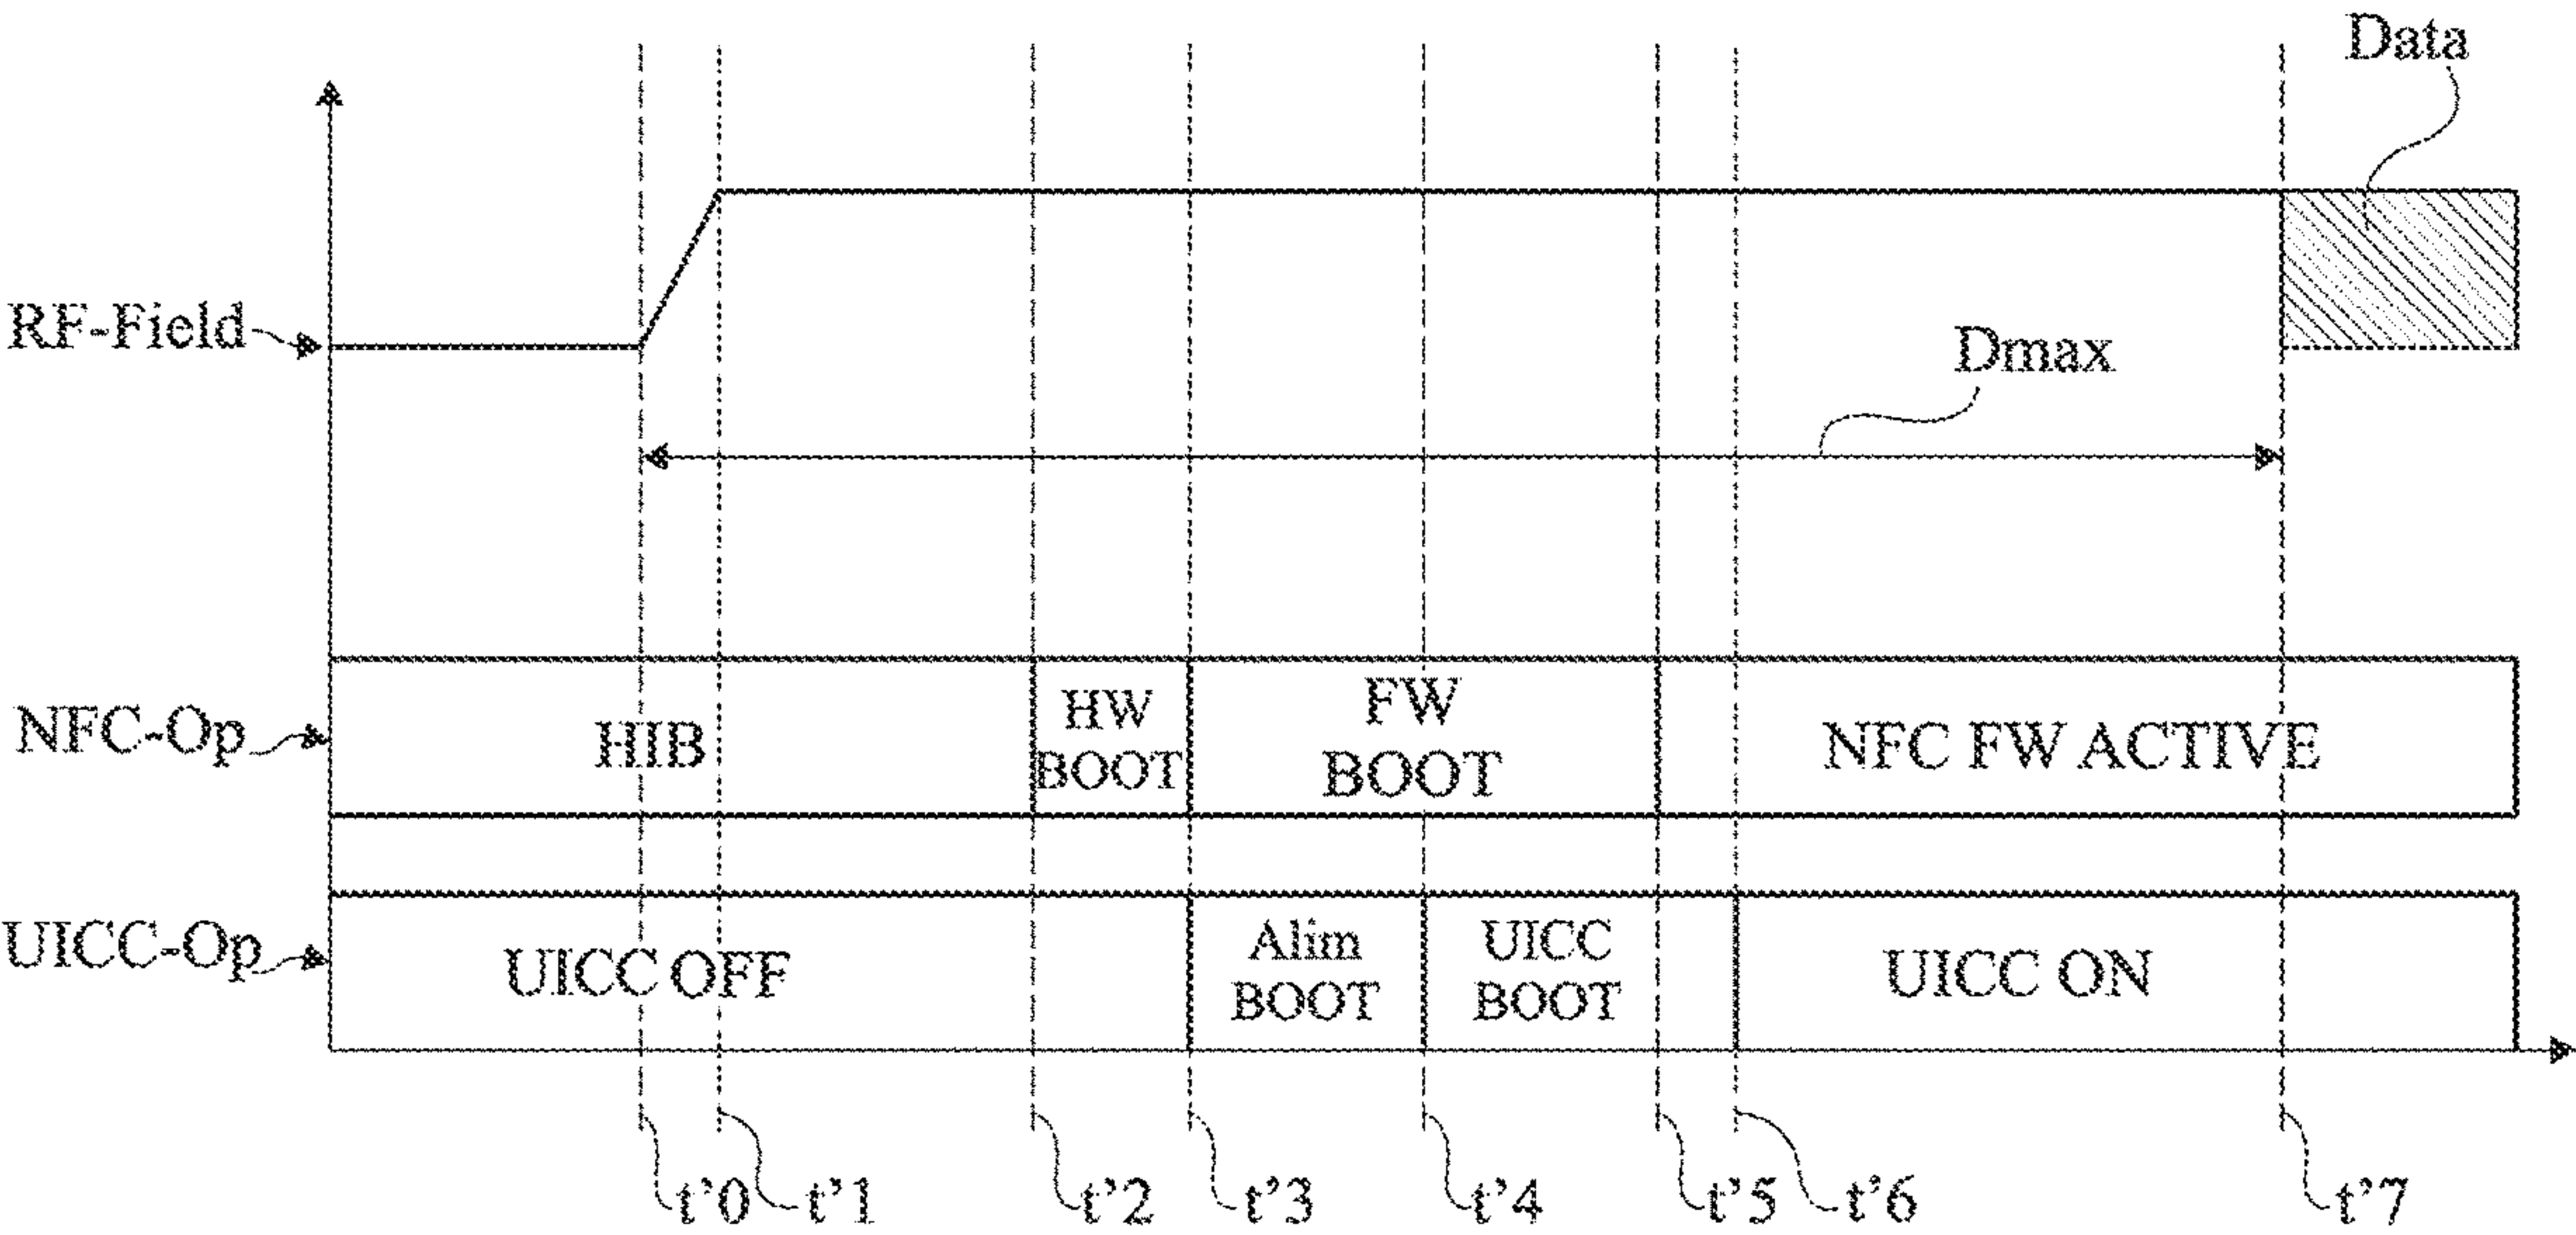 Data
RF-Field
Dmax
NFC-Op
HIB
HW
BOOT
FW
BOOT
NFC FW ACTIVE
UICC-Op
UICC OFF
Alim
BOOT
UICC
BOOT
UICC ON
t'0 t'1 t'2 t'3 t'4 t'5 t'6 t'7